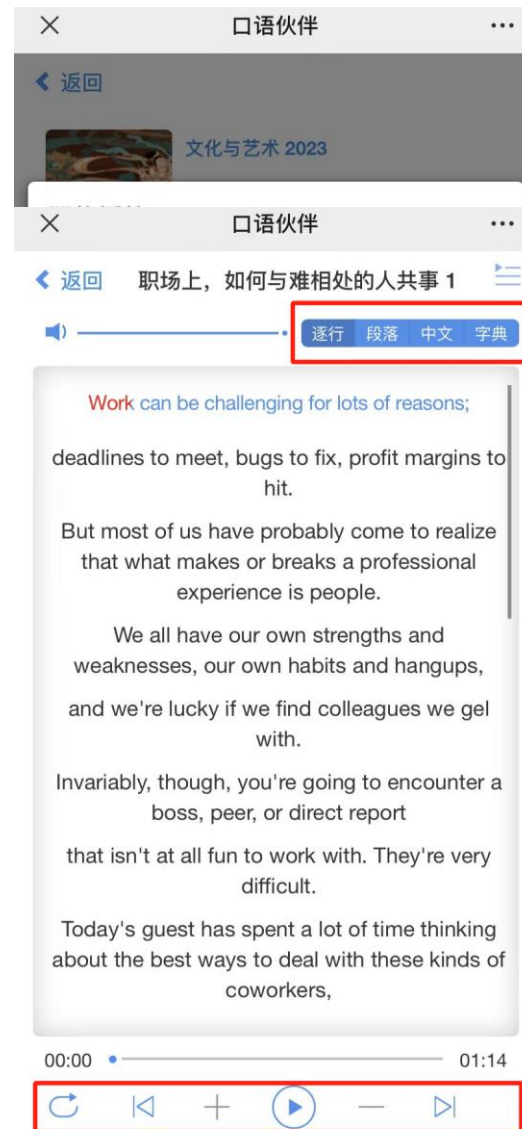 口语伙伴
返回
文化与艺术 2023
口语伙伴
返回 职场上，如何与难相处的人共事 1
逐行 段落 中文 字典
Work can be challenging for lots of reasons;
deadlines to meet, bugs to fix, profit margins to
hit.
But most of us have probably come to realize
that what makes or breaks a professional
experience is people.
We all have our own strengths and
weaknesses, our own habits and hangups,
and we're lucky if we find colleagues we gel
with.
Invariably, though, you're going to encounter a
boss, peer, or direct report
that isn't at all fun to work with. They're very
difficult.
Today's guest has spent a lot of time thinking
about the best ways to deal with these kinds of
coworkers,
00:00 01:14